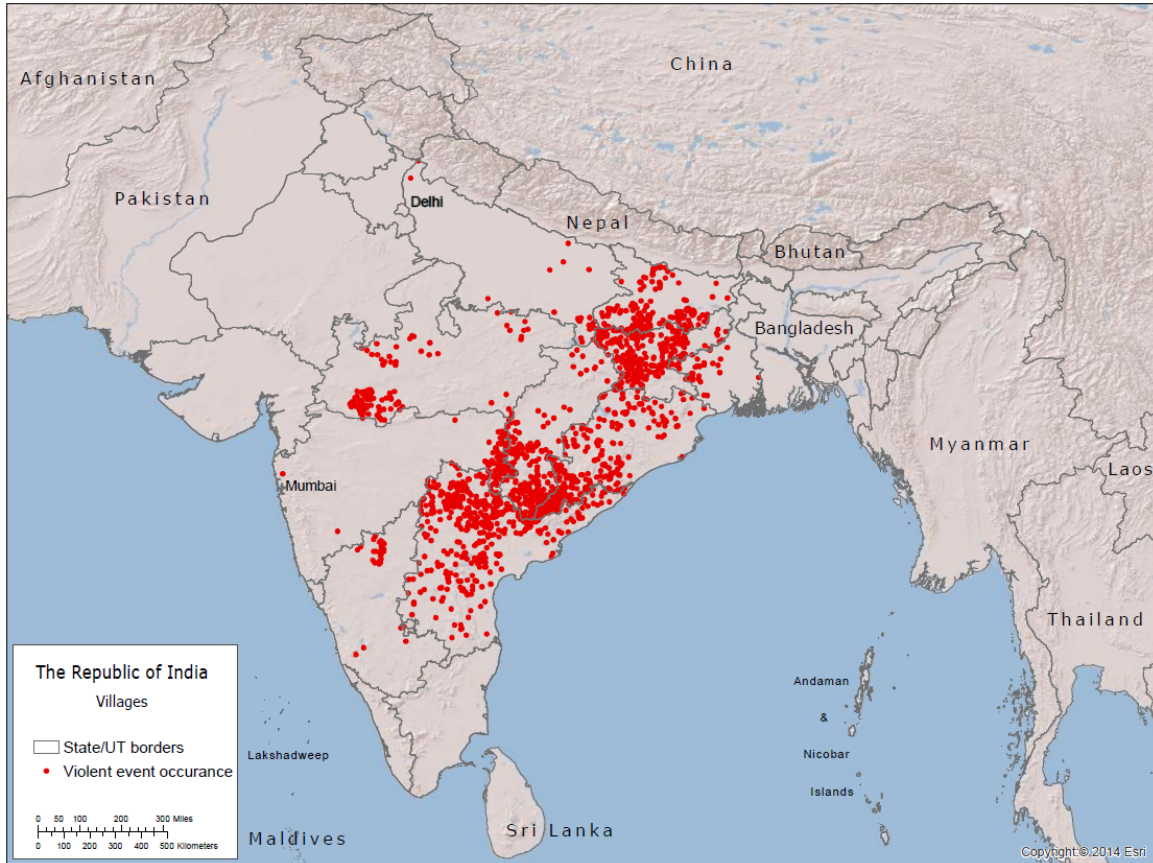 Afghanistan
China
Pakistan
Delhi
Nepal
Bhutan
Bangladesh
Myanmar
Laos
Mumbai
Thailand
Andaman
&
Nicobar
Islands
Lakshadweep
Maldives
Sri Lanka
The Republic of India
Villages
State/UT borders
Violent event occurance
0 50 100 200 300 Miles
0 100 200 300 400 500 Kilometers
Copyright:© 2014 Esri